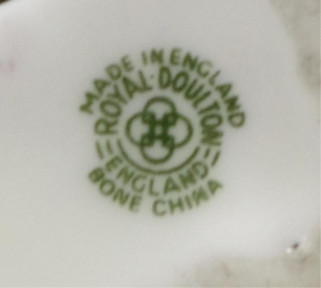 MADE IN ENGLAND
ROYAL·DOULTON
ENGLAND
BONE CHINA